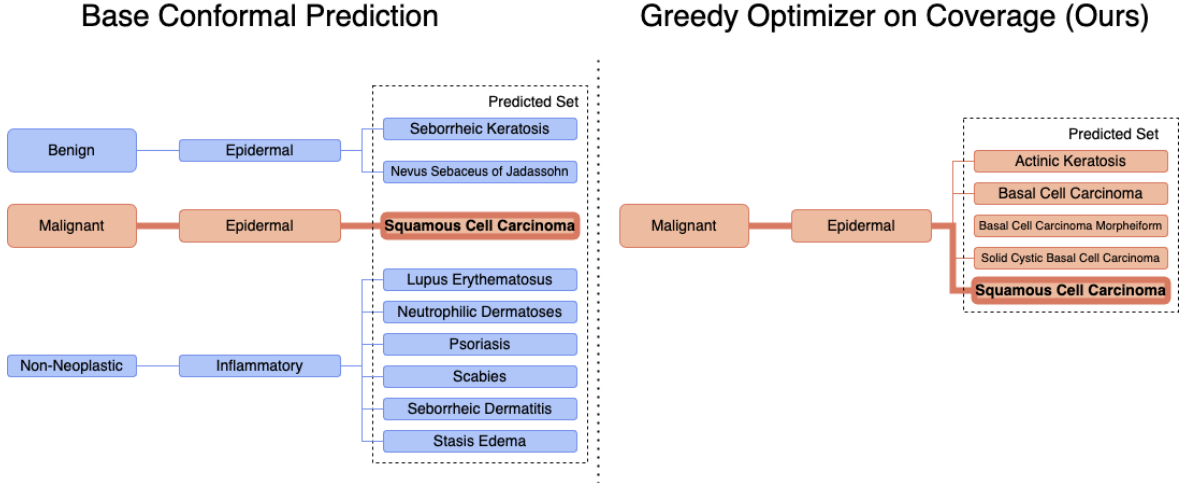 Base Conformal Prediction
Greedy Optimizer on Coverage (Ours)
Predicted Set
Benign
Epidermal
Seborrheic Keratosis
Nevus Sebaceus of Jadassohn
Malignant
Epidermal
Squamous Cell Carcinoma
Non-Neoplastic
Inflammatory
Lupus Erythematosus
Neutrophilic Dermatoses
Psoriasis
Scabies
Seborrheic Dermatitis
Stasis Edema
Predicted Set
Malignant
Epidermal
Actinic Keratosis
Basal Cell Carcinoma
Basal Cell Carcinoma Morpheiform
Solid Cystic Basal Cell Carcinoma
Squamous Cell Carcinoma